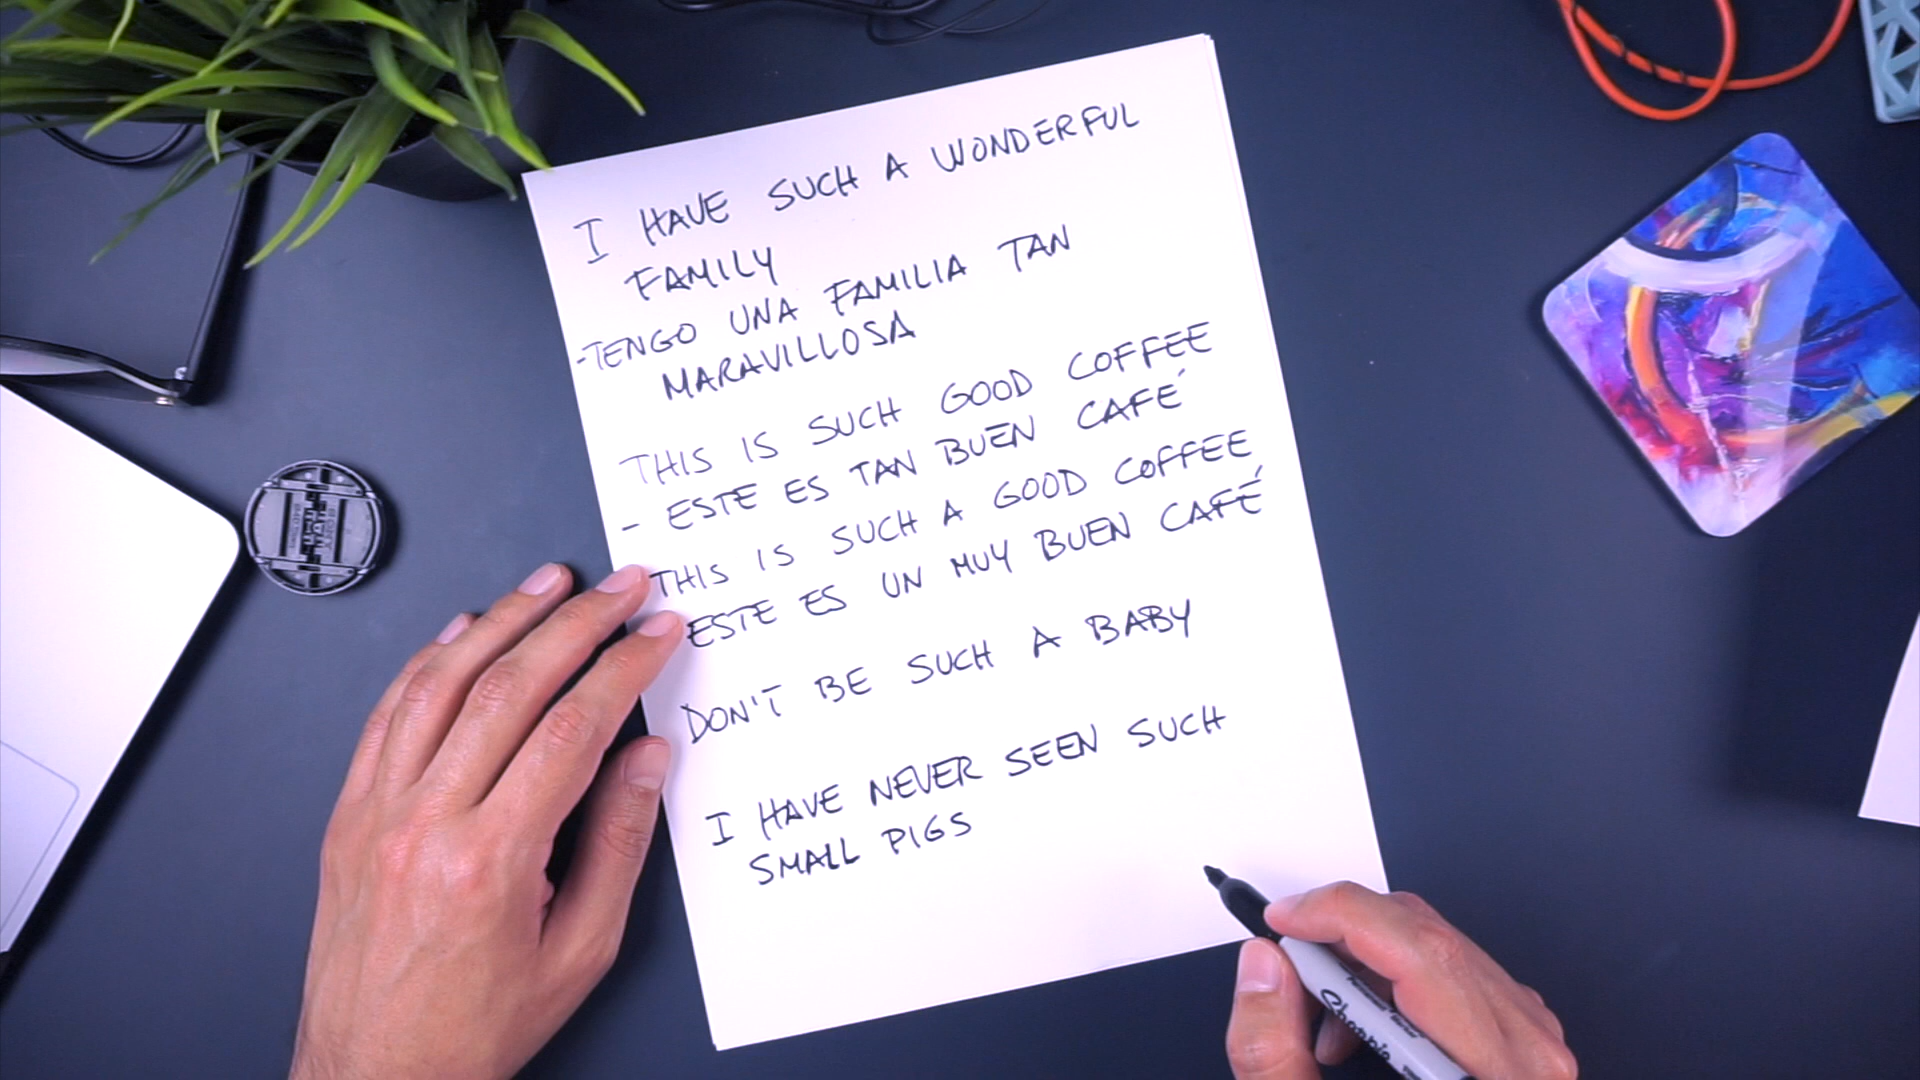 I HAVE SUCH A WONDERFUL
FAMILY
-TENGO UNA FAMILIA TAN
MARAVILLOSA
THIS IS SUCH GOOD COFFEE
- ESTE ES TAN BUEN CAFÉ
THIS IS SUCH A GOOD COFFEE
ESTE ES UN MUY BUEN CAFÉ
DON'T BE SUCH A BABY
I HAVE NEVER SEEN SUCH
SMALL PIGS
Sharpie